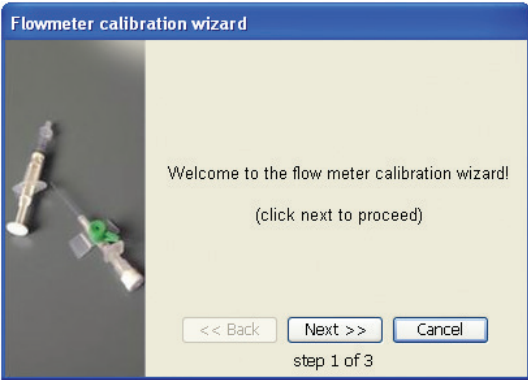 Flowmeter calibration wizard
Welcome to the flow meter calibration wizard!
(click next to proceed)
<< Back Next >> Cancel
step 1 of 3